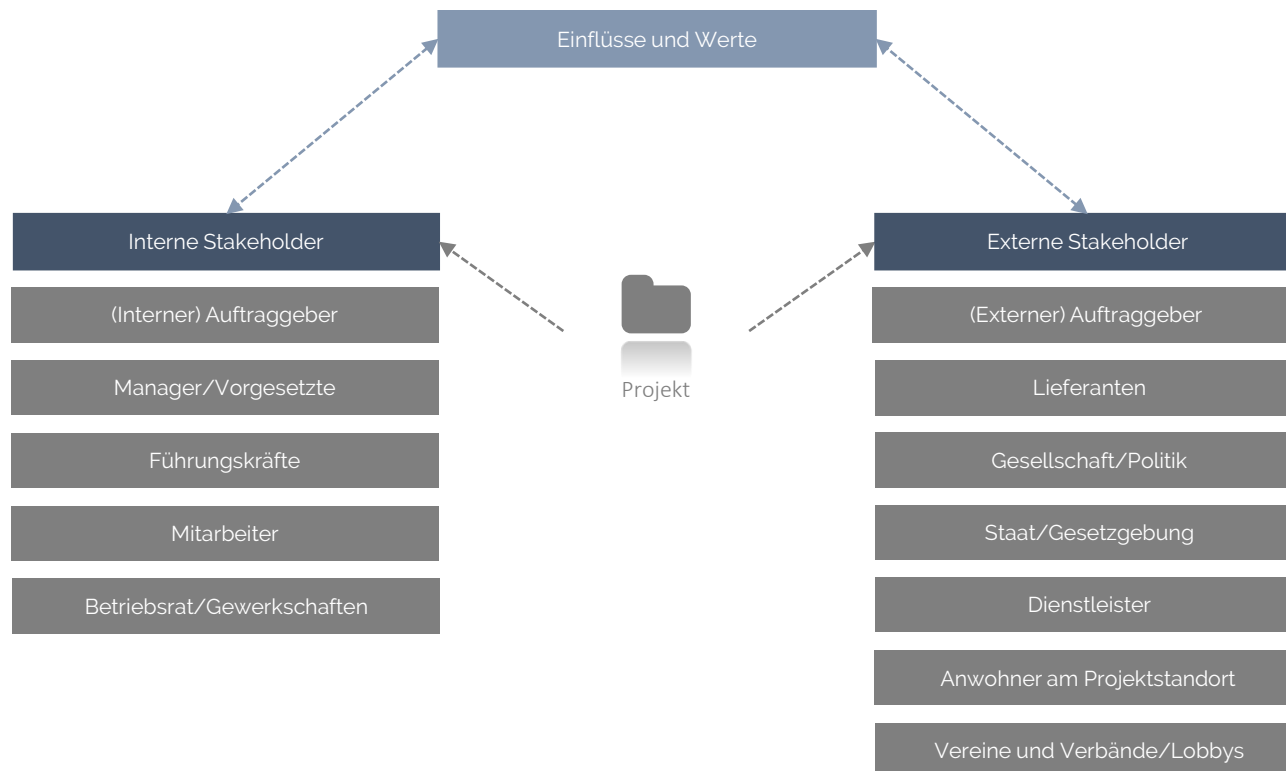 Einflüsse und Werte
Interne Stakeholder
(Interner) Auftraggeber
Manager/Vorgesetzte
Führungskräfte
Mitarbeiter
Betriebsrat/Gewerkschaften
Projekt
Externe Stakeholder
(Externer) Auftraggeber
Lieferanten
Gesellschaft/Politik
Staat/Gesetzgebung
Dienstleister
Anwohner am Projektstandort
Vereine und Verbände/Lobbys